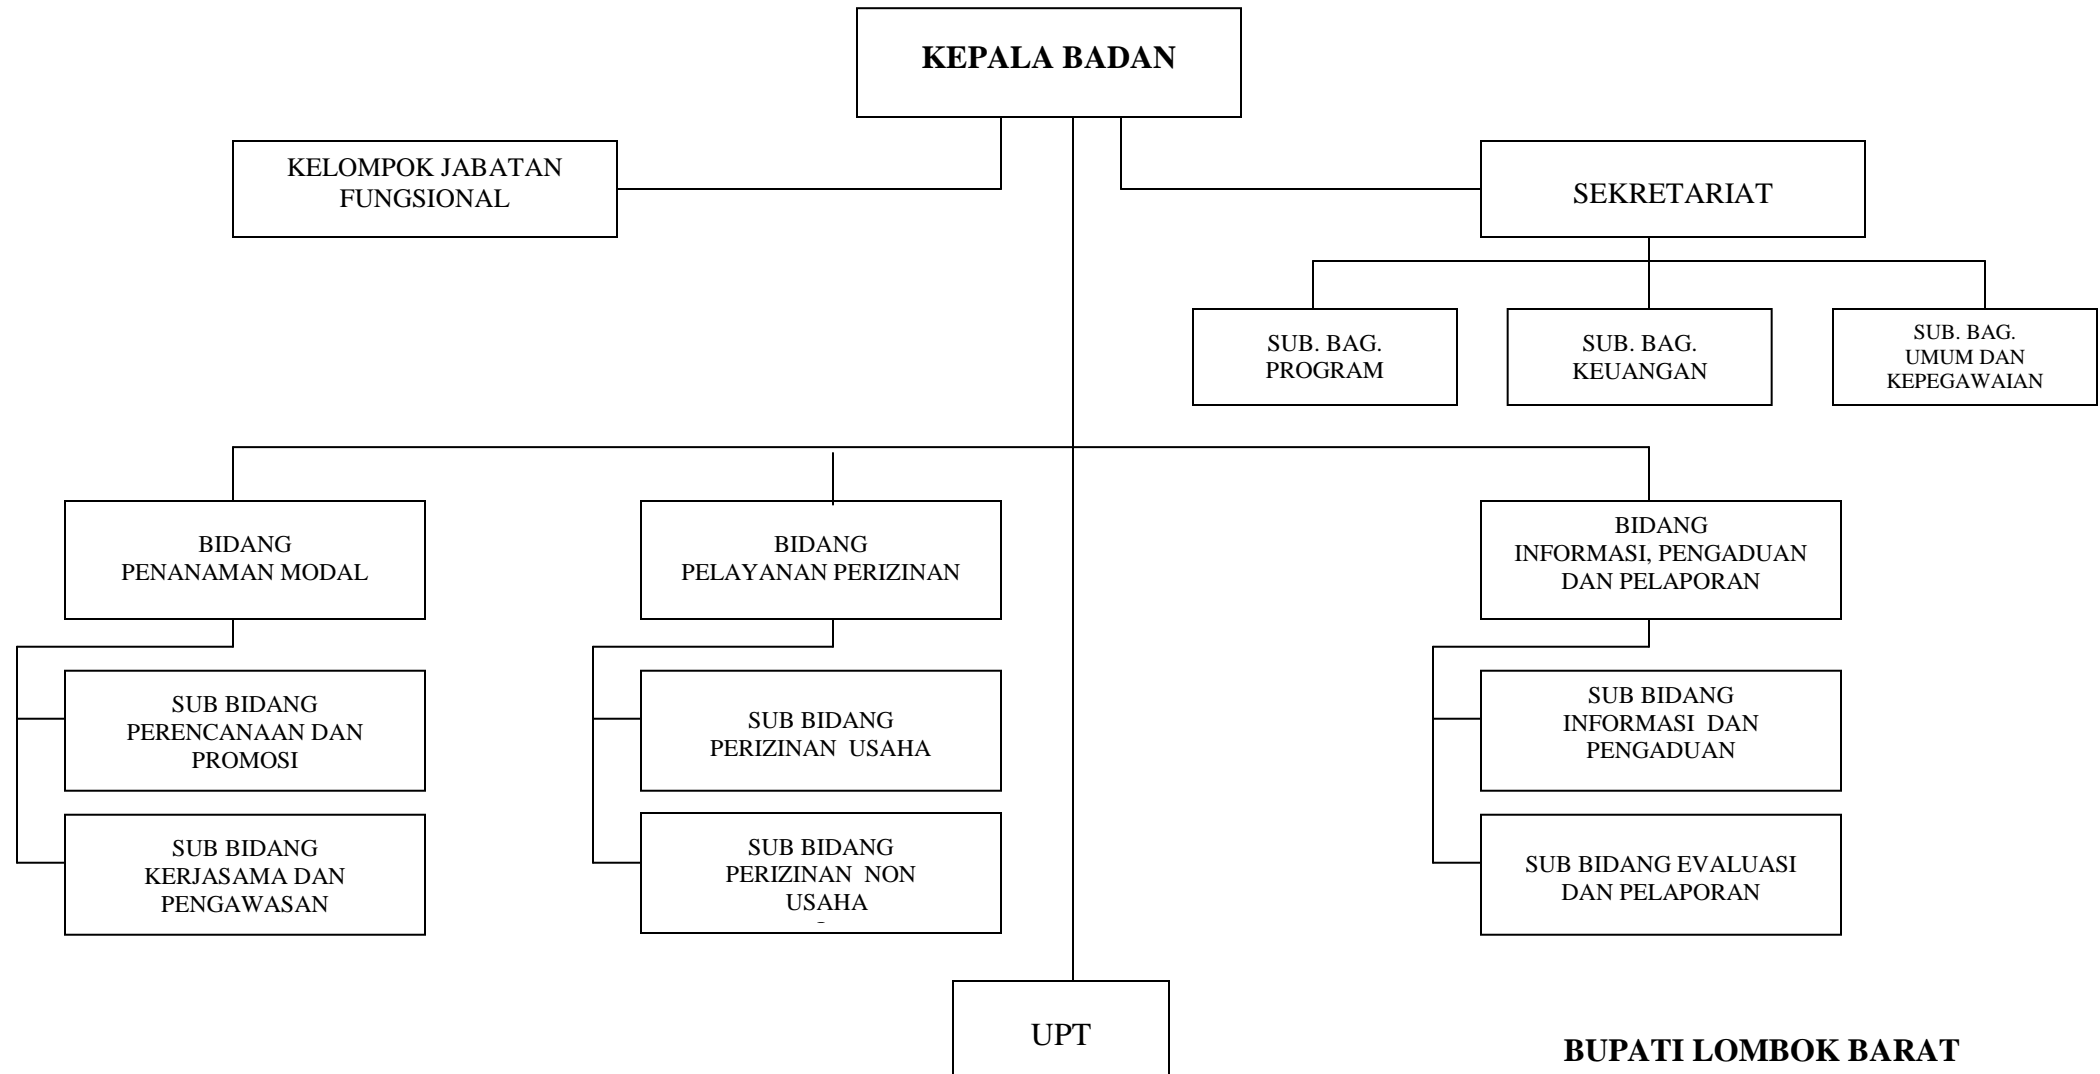 KEPALA BADAN
KELOMPOK JABATAN
FUNGSIONAL
SEKRETARIAT
SUB. BAG.
PROGRAM
SUB. BAG.
KEUANGAN
SUB. BAG.
UMUM DAN
KEPEGAWAIAN
BIDANG
PENANAMAN MODAL
BIDANG
PELAYANAN PERIZINAN
BIDANG
INFORMASI, PENGADUAN
DAN PELAPORAN
SUB BIDANG
PERENCANAAN DAN
PROMOSI
SUB BIDANG
PERIZINAN USAHA
SUB BIDANG
INFORMASI DAN
PENGADUAN
SUB BIDANG
KERJASAMA DAN
PENGAWASAN
SUB BIDANG
PERIZINAN NON
USAHA
SUB BIDANG EVALUASI
DAN PELAPORAN
UPT
BUPATI LOMBOK BARAT